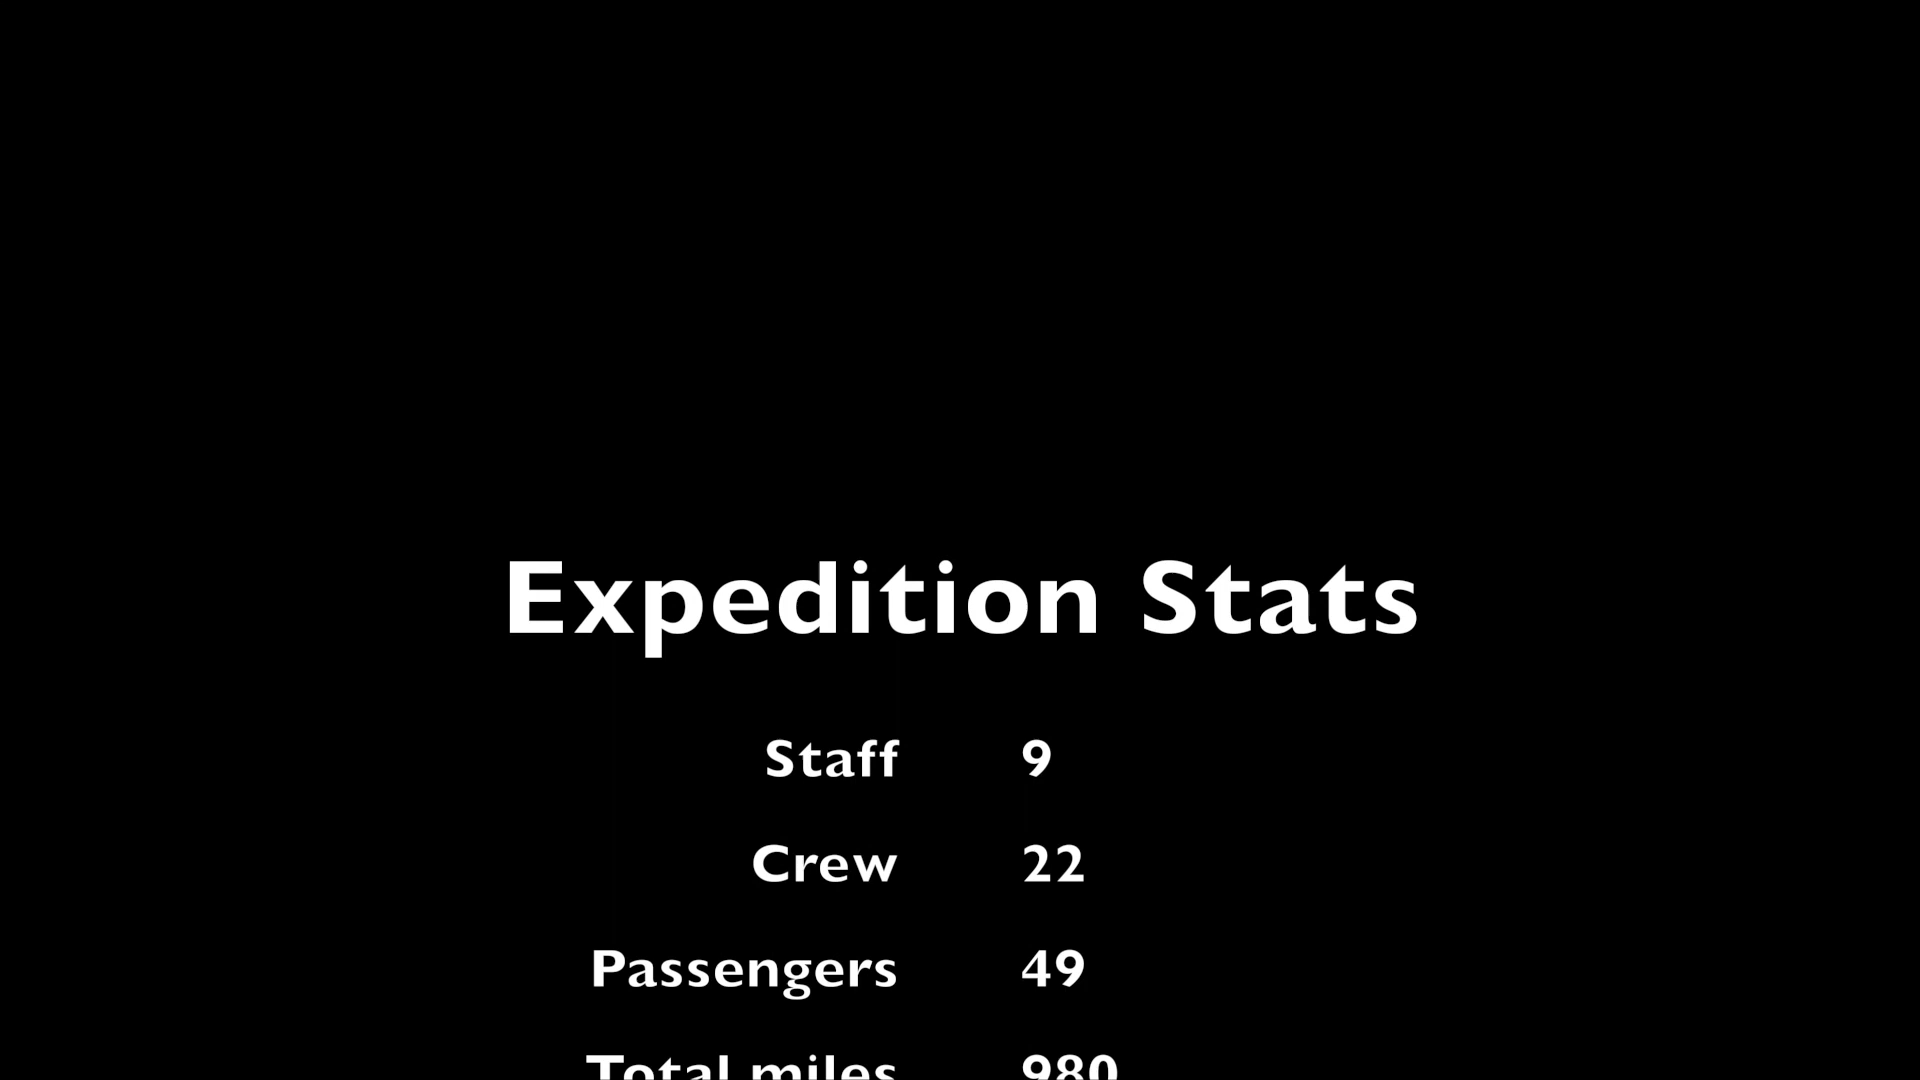 Expedition Stats
Staff 9
Crew 22
Passengers 49
Total miles 980